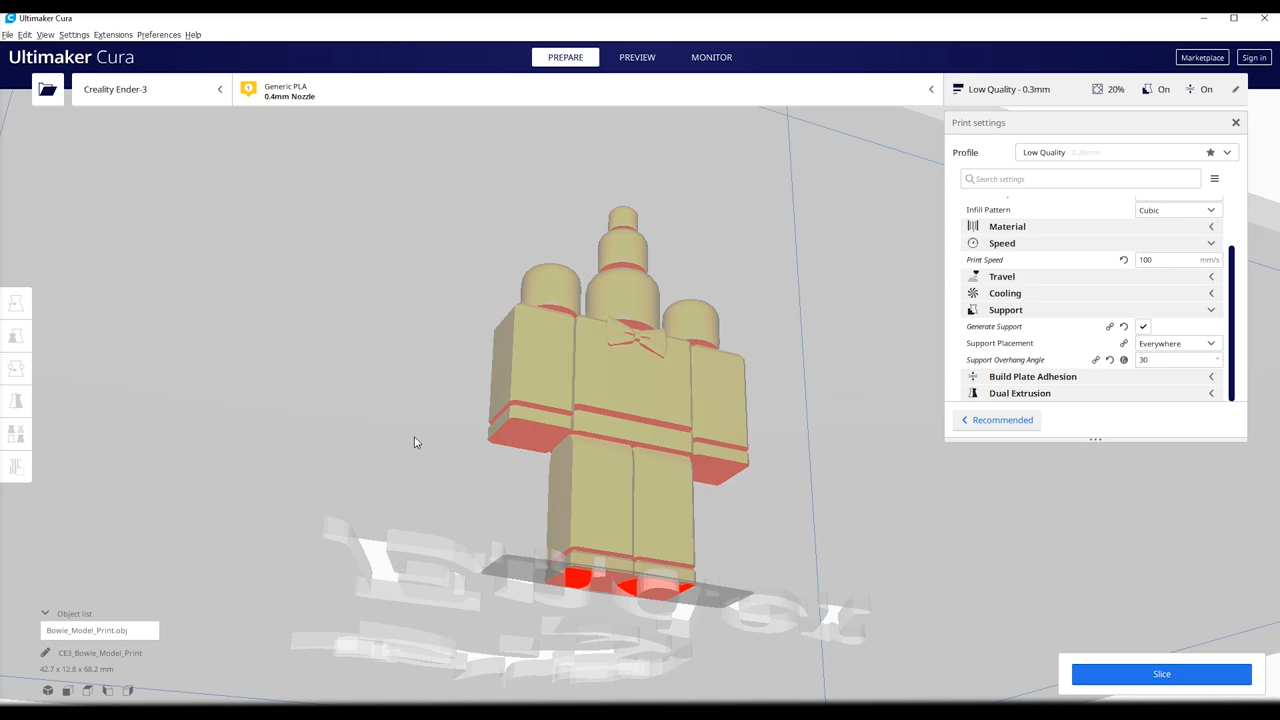 Ultimaker Cura
File Edit View Settings Extensions Preferences Help
Ultimaker Cura
PREPARE
PREVIEW
MONITOR
Marketplace
Sign in
Creality Ender-3
1
Generic PLA
0.4mm Nozzle
Low Quality - 0.3mm
20%
On
On
Print settings
Profile
Low Quality 0.28mm
Search settings
Infill Pattern
Cubic
Material
Speed
Print Speed
100 mm/s
Travel
Cooling
Support
Generate Support
Support Placement
Everywhere
Support Overhang Angle
30 °
Build Plate Adhesion
Dual Extrusion
Recommended
Object list
Bowie_Model_Print.obj
CE3_Bowie_Model_Print
42.7 x 12.8 x 68.2 mm
Slice